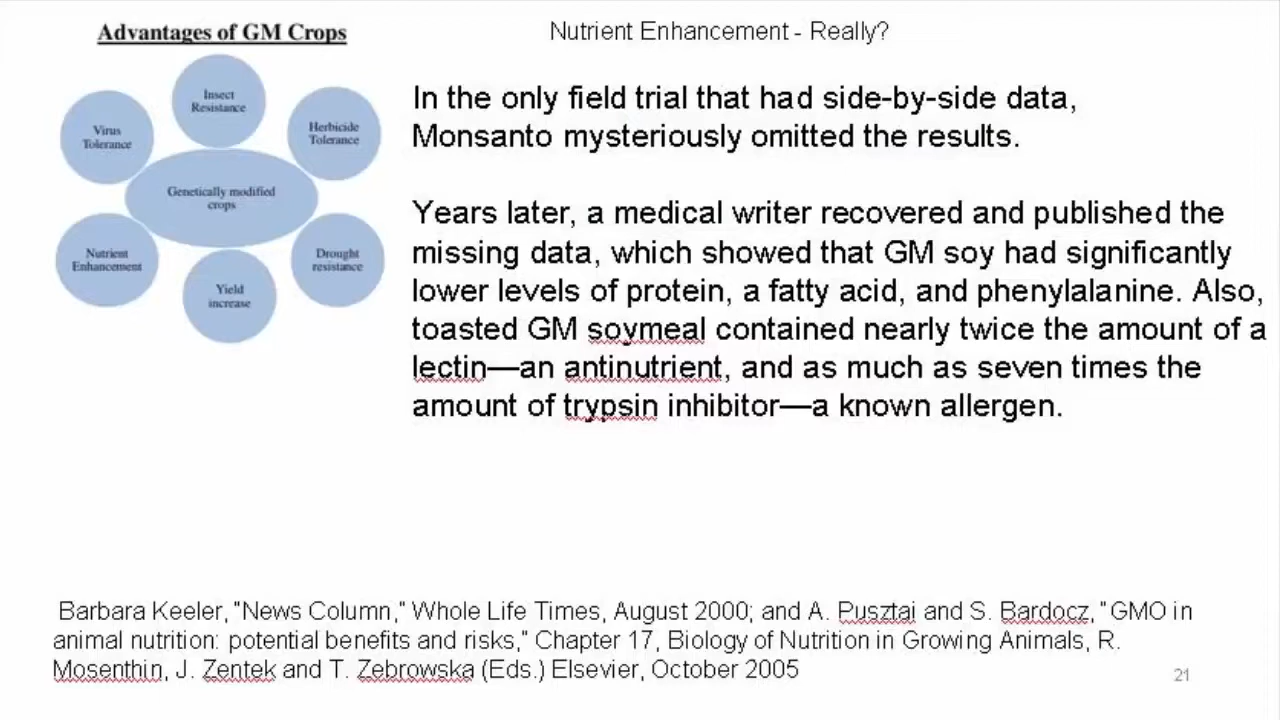 Advantages of GM Crops
Nutrient Enhancement - Really?
Insect
Resistance
Virus
Tolerance
Herbicide
Tolerance
Genetically modified
crops
Nutrient
Enhancement
Drought
resistance
Yield
increase
In the only field trial that had side-by-side data,
Monsanto mysteriously omitted the results.
Years later, a medical writer recovered and published the
missing data, which showed that GM soy had significantly
lower levels of protein, a fatty acid, and phenylalanine. Also,
toasted GM soymeal contained nearly twice the amount of a
lectin—an antinutrient, and as much as seven times the
amount of trypsin inhibitor—a known allergen.
Barbara Keeler, "News Column," Whole Life Times, August 2000; and A. Pusztai and S. Bardocz, "GMO in
animal nutrition: potential benefits and risks," Chapter 17, Biology of Nutrition in Growing Animals, R.
Mosenthin, J. Zentek and T. Zebrowska (Eds.) Elsevier, October 2005
21